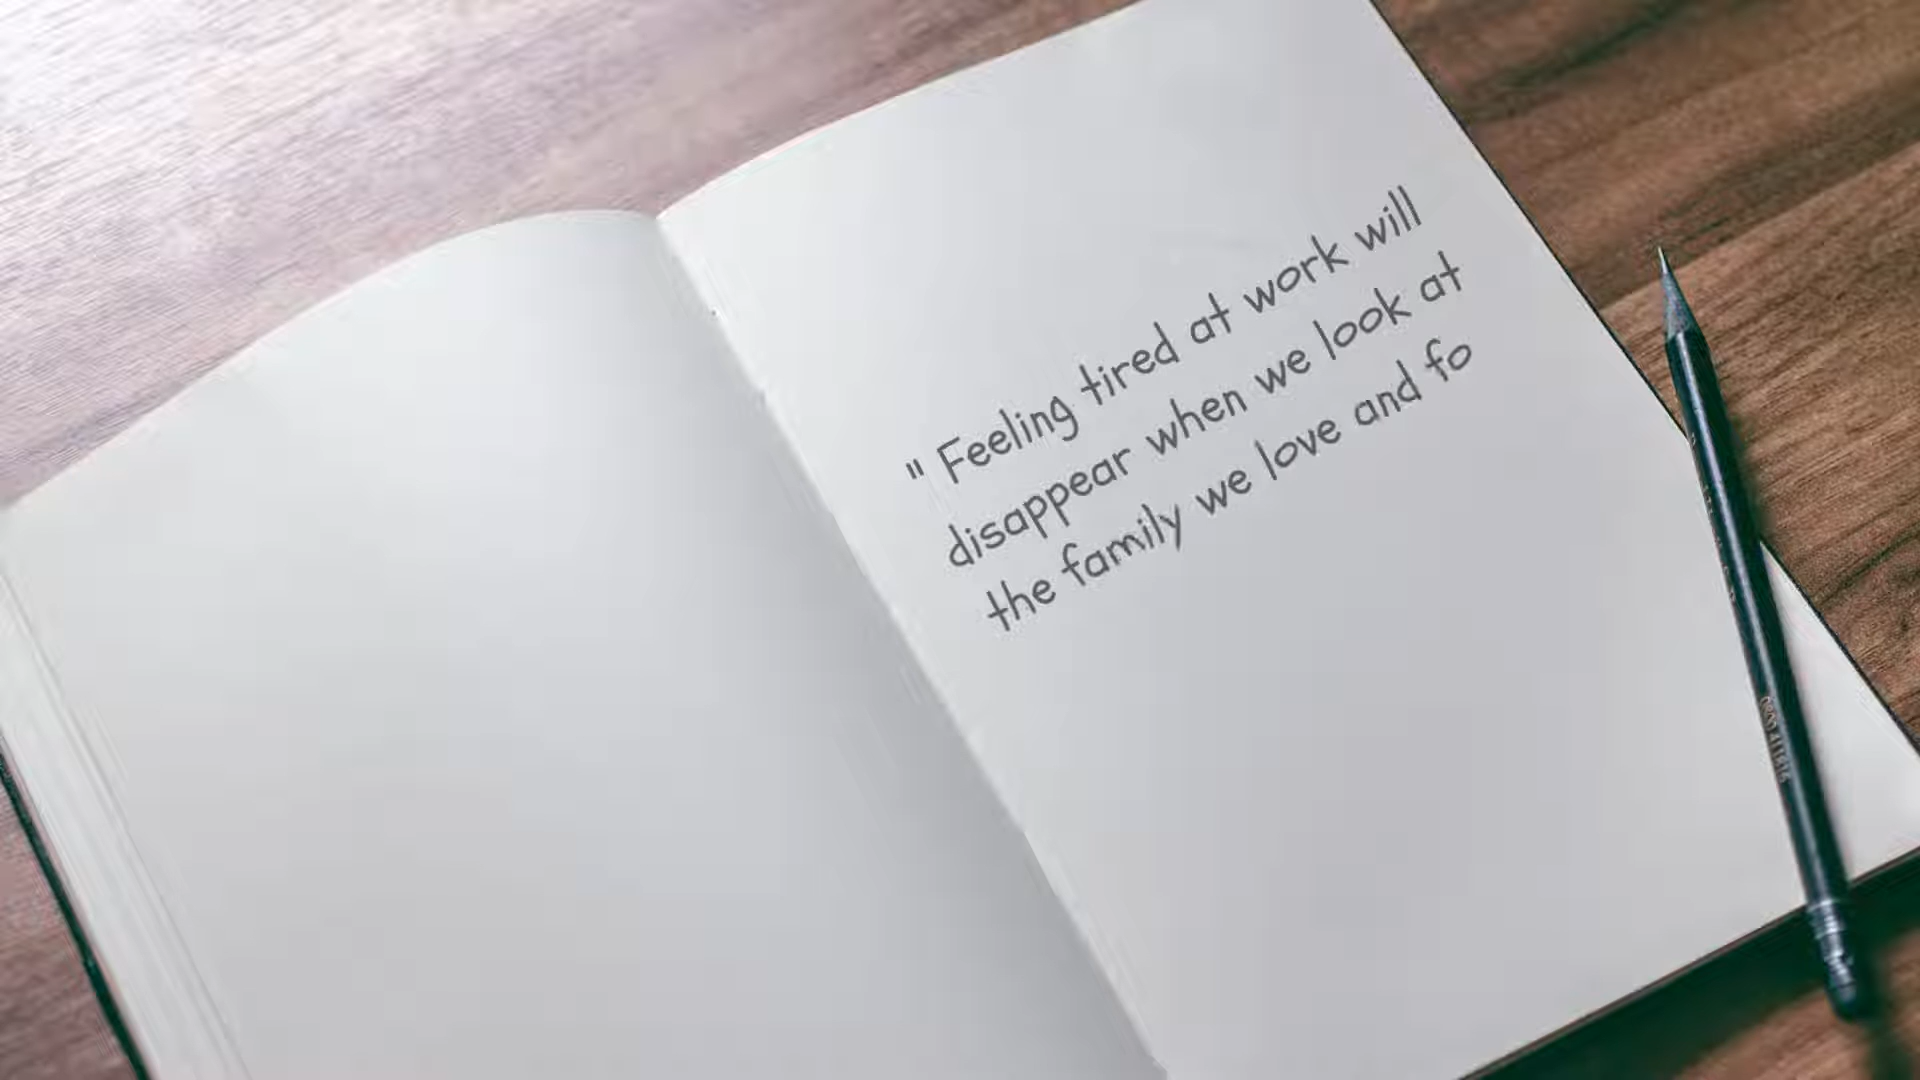 " Feeling tired at work will
disappear when we look at
the family we love and fo